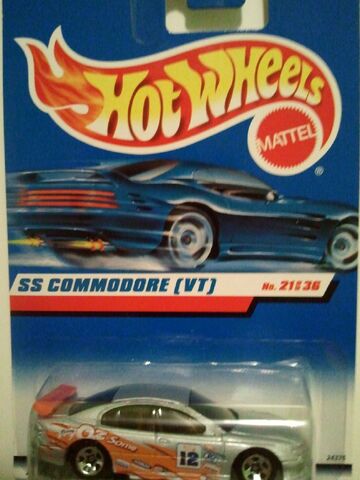 HOT WHEELS
MATTEL
®
SS COMMODORE (VT)
No. 21 of 36
12